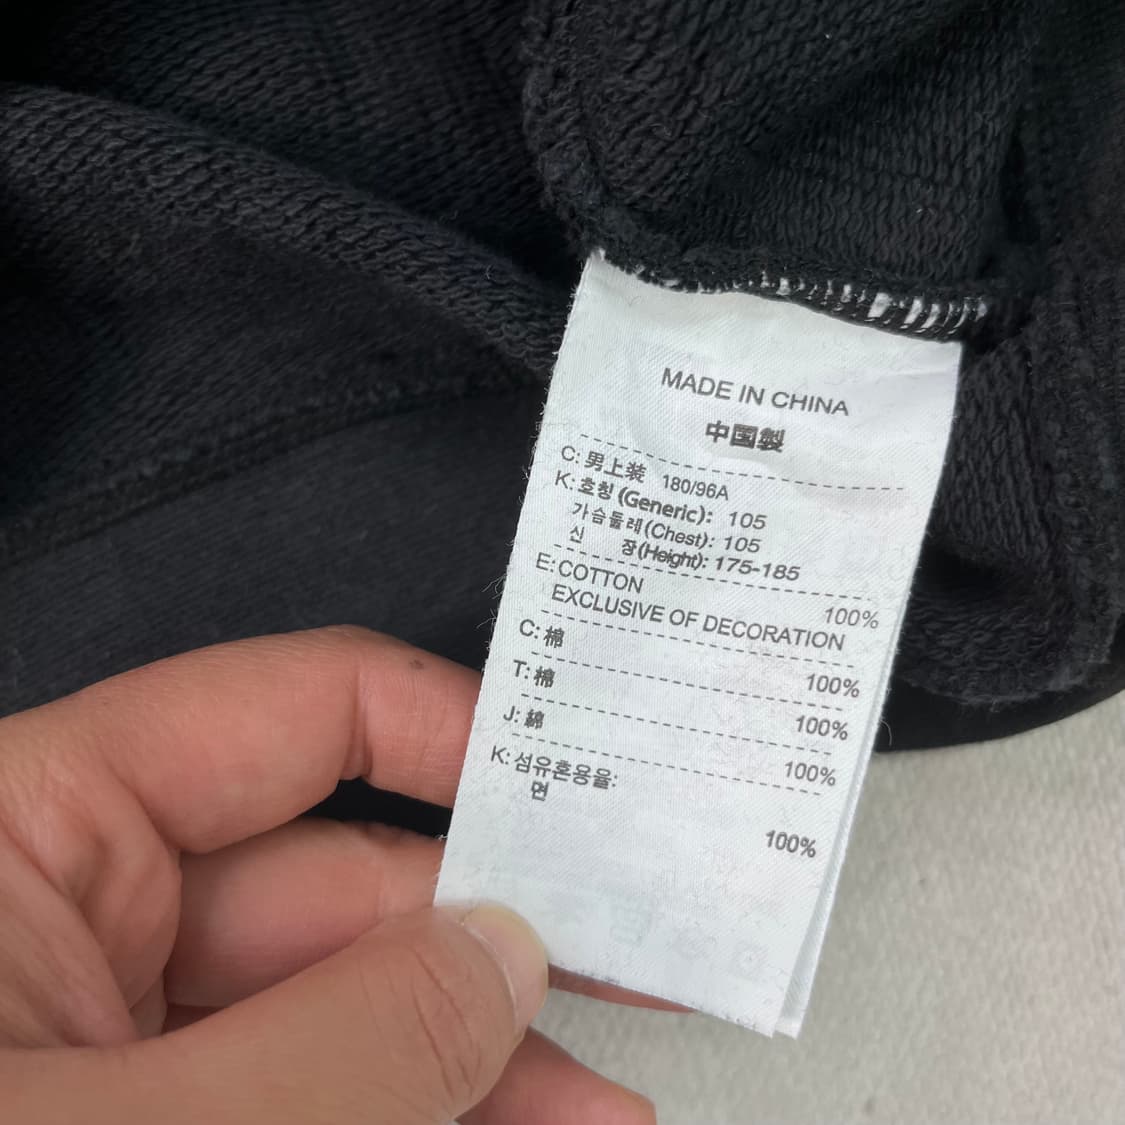 MADE IN CHINA
中国製
C: 男上装 180/96A
K: 호칭 (Generic): 105
가슴둘레(Chest): 105
신 장(Height): 175-185
E: COTTON 100%
EXCLUSIVE OF DECORATION
C: 棉 100%
T: 棉 100%
J: 綿 100%
K: 섬유혼용율:
면 100%